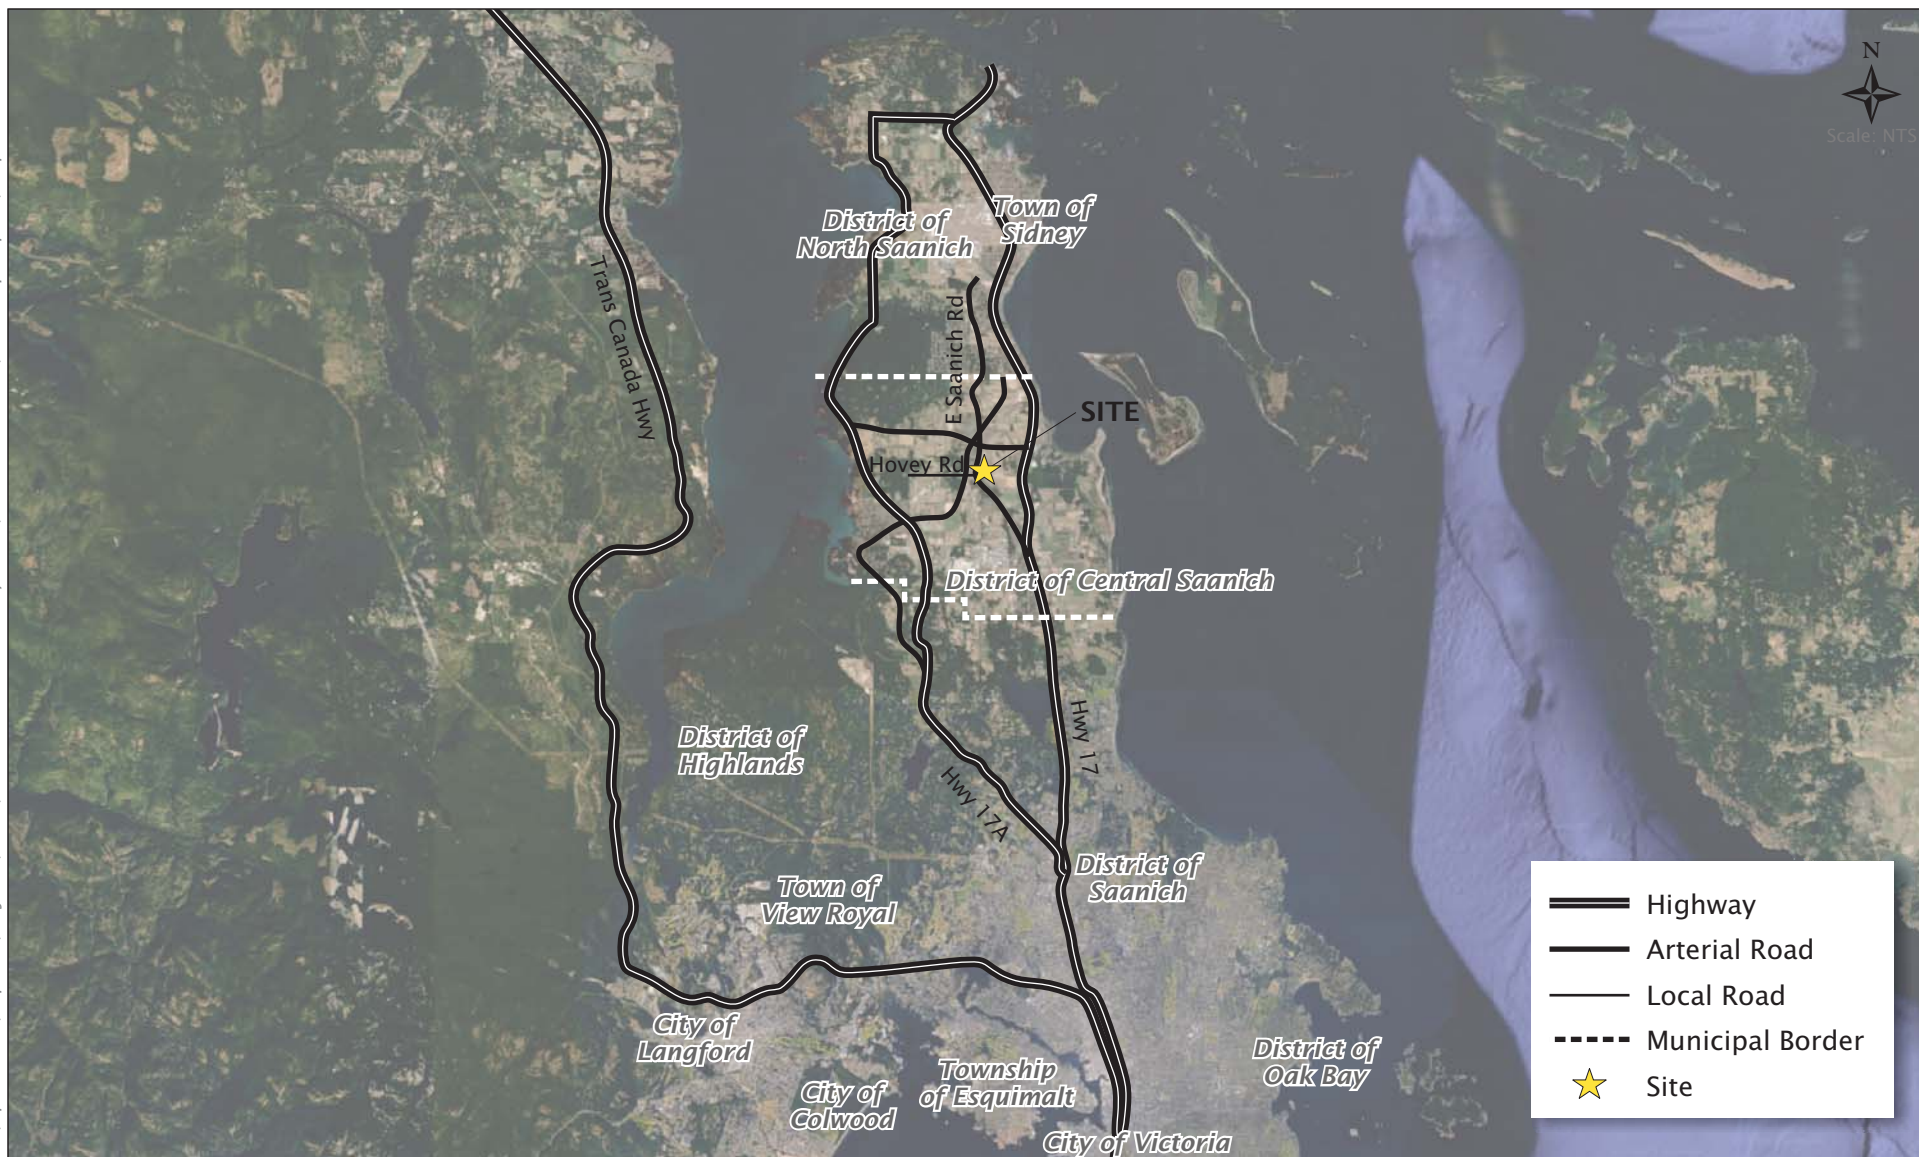 N
Scale: NTS
Town of
Sidney
District of
North Saanich
Trans Canada Hwy
E Saanich Rd
SITE
Hovey Rd
District of Central Saanich
District of
Highlands
Hwy 17
Hwy 17A
District of
Saanich
Town of
View Royal
City of
Langford
City of
Colwood
Township
of Esquimalt
District of
Oak Bay
City of Victoria
Highway
Arterial Road
Local Road
Municipal Border
Site